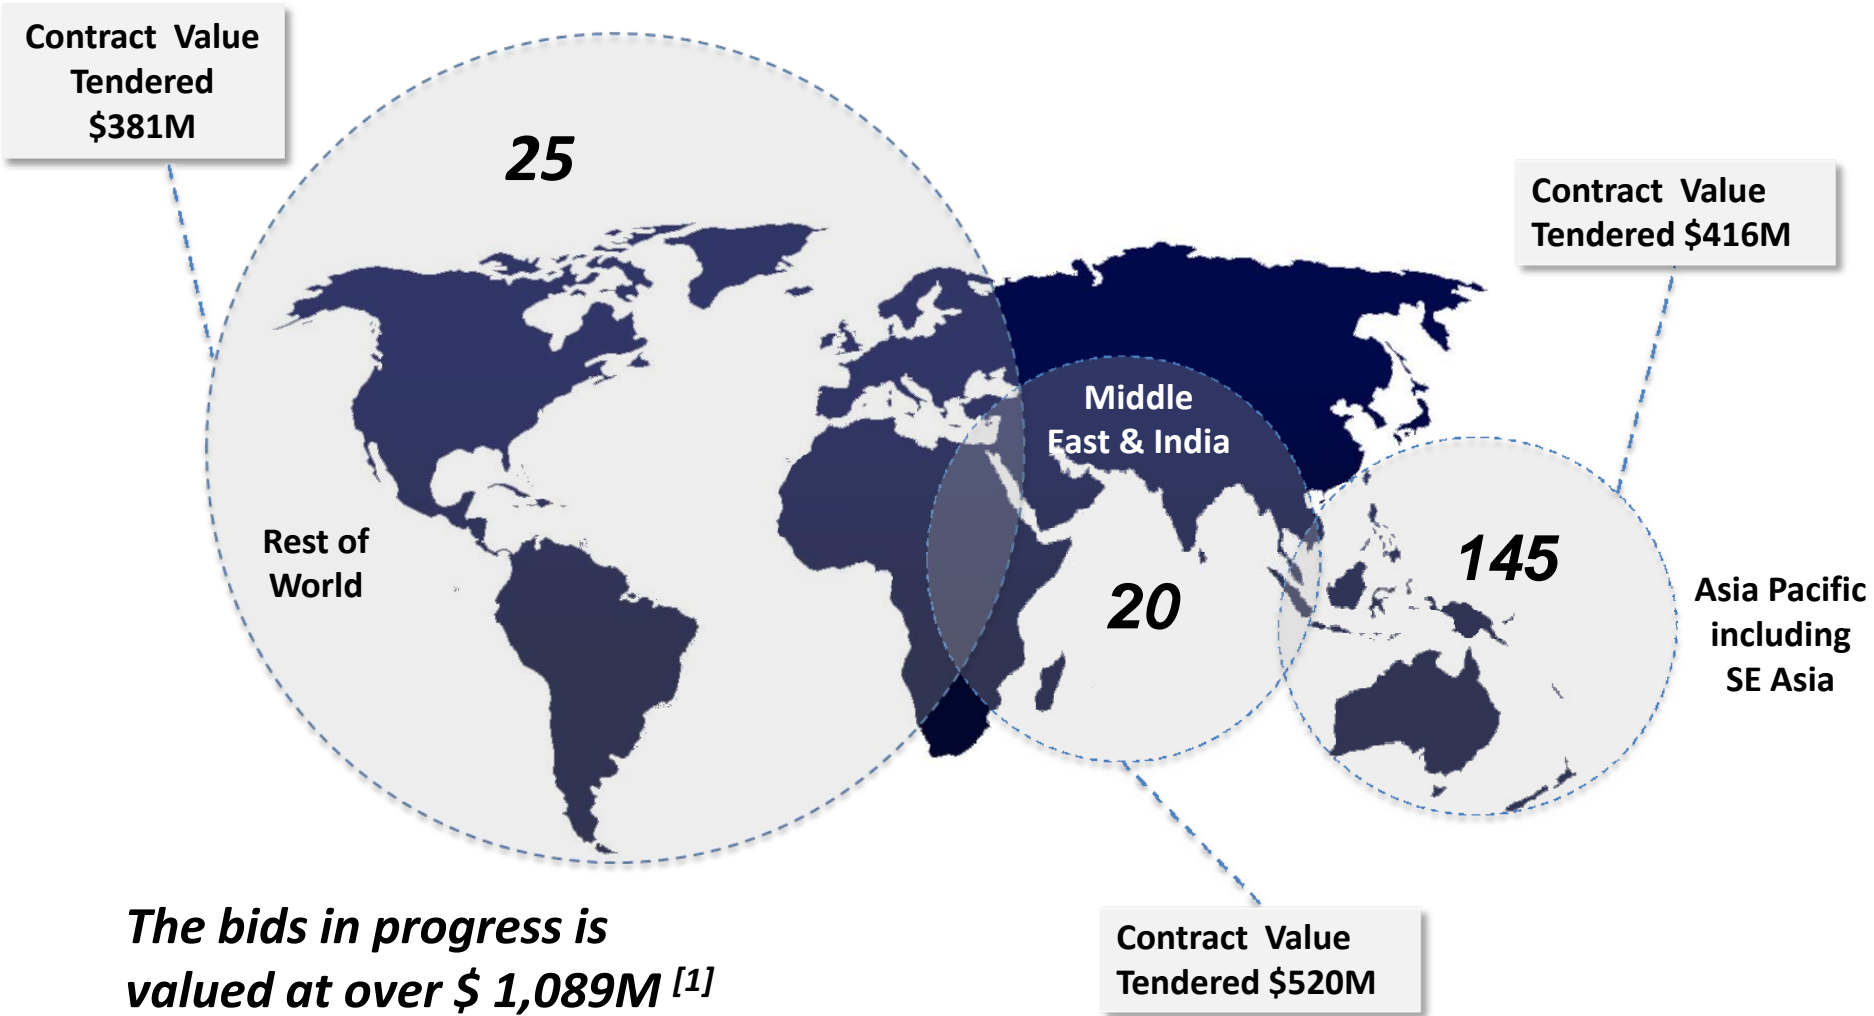 Contract Value
Tendered
$381M
25
Contract Value
Tendered $416M
Middle
East & India
Rest of
World
145
20
Asia Pacific
including
SE Asia
The bids in progress is
valued at over $ 1,089M [1]
Contract Value
Tendered $520M